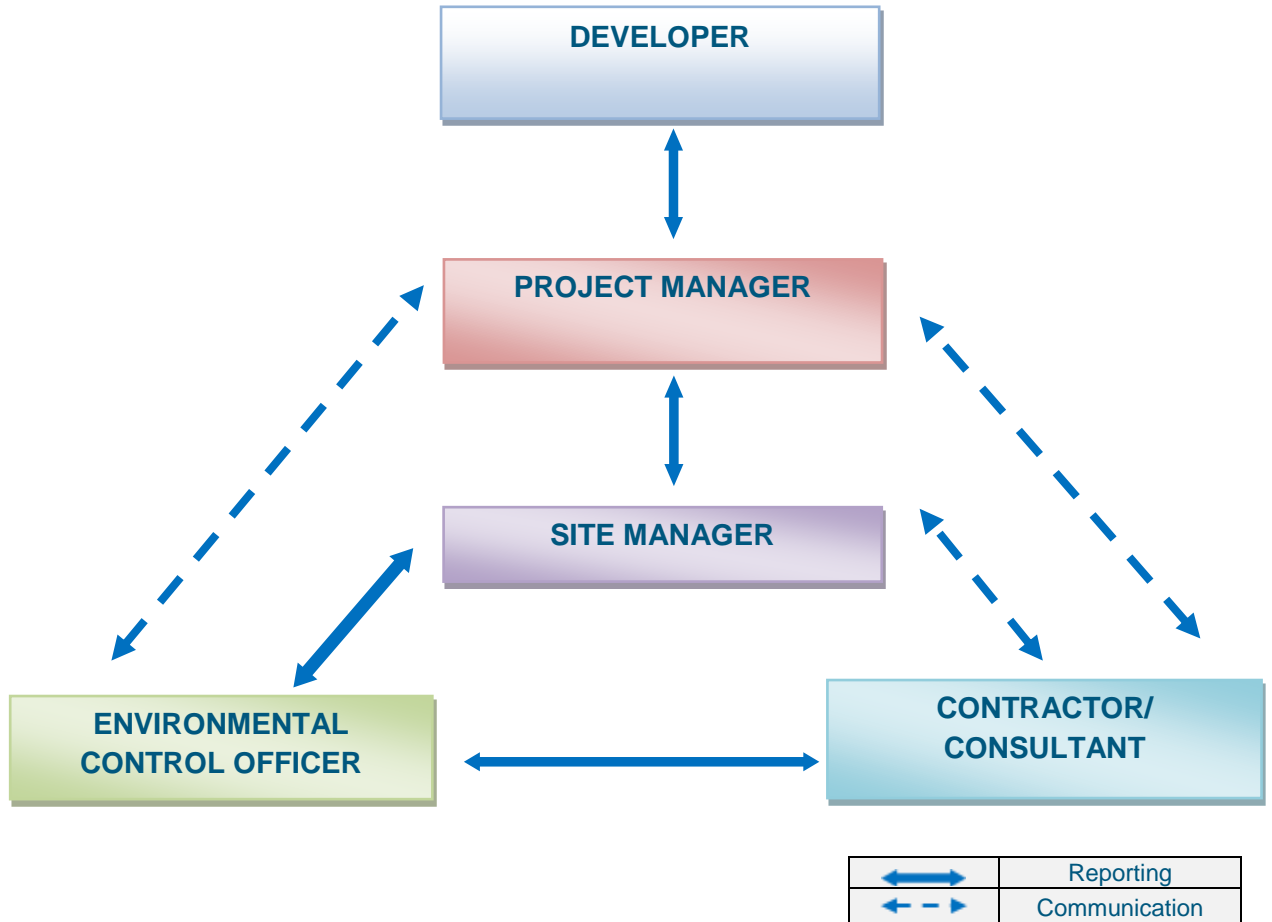 DEVELOPER
PROJECT MANAGER
SITE MANAGER
ENVIRONMENTAL
CONTROL OFFICER
CONTRACTOR/
CONSULTANT
Reporting
Communication